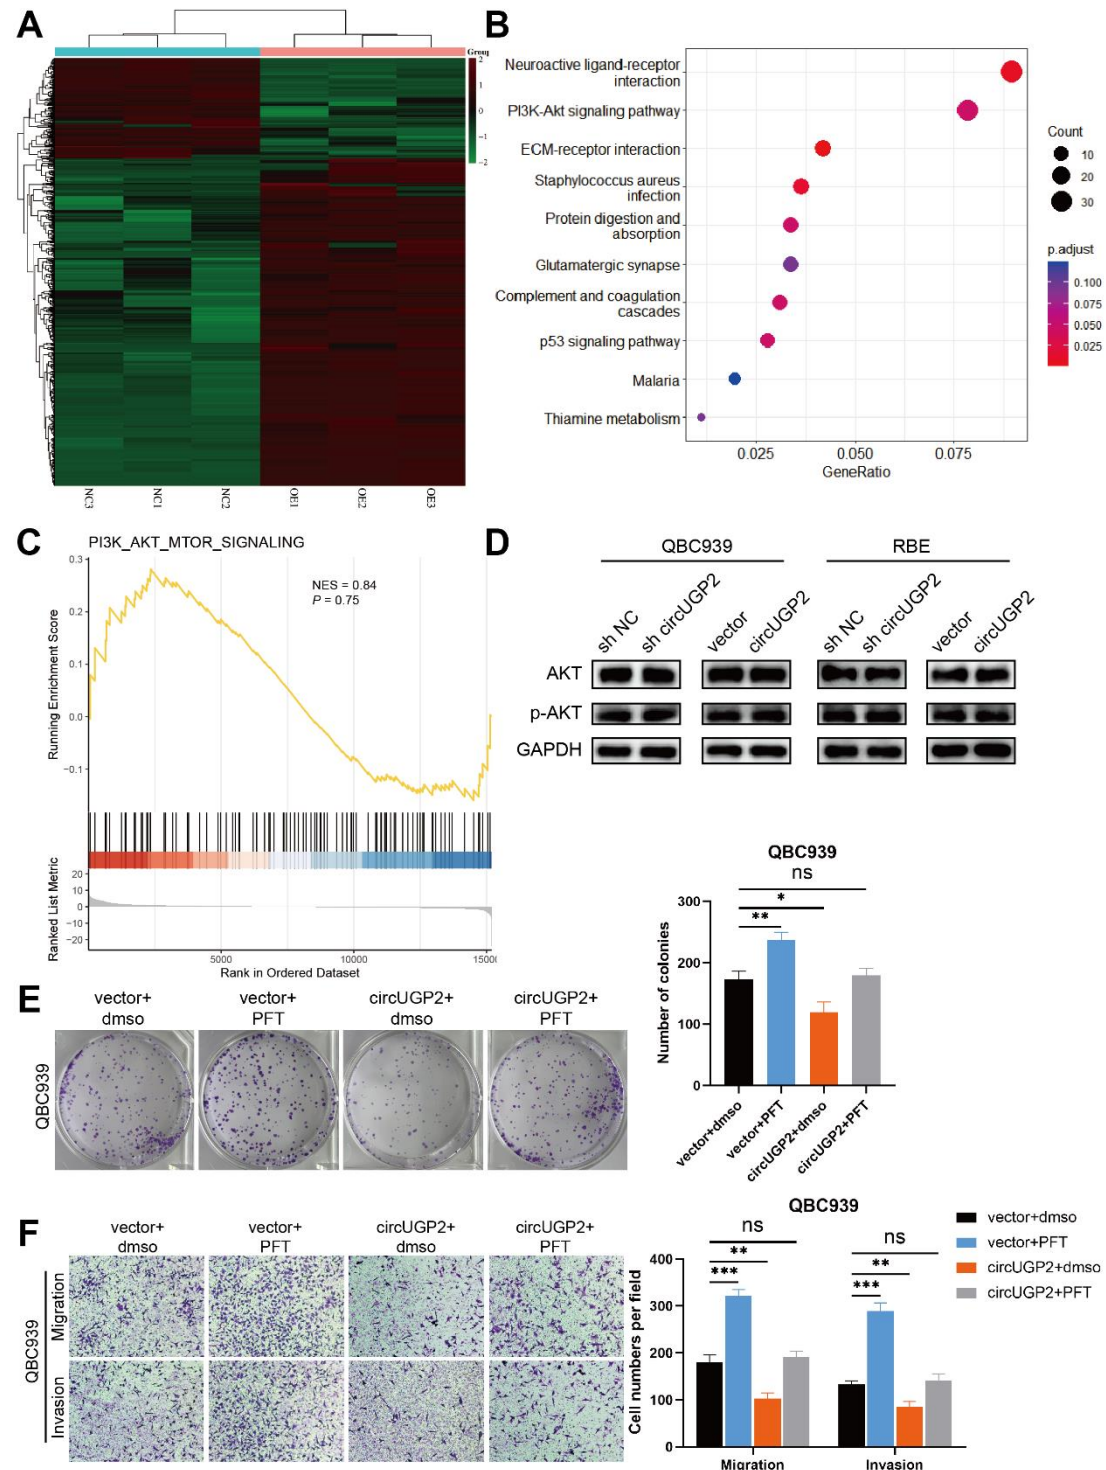 A
Group
2
1
0
−1
−2
NC3
NC1
NC2
OE1
OE2
OE3
B
Neuroactive ligand-receptor
interaction
PI3K-Akt signaling pathway
ECM-receptor interaction
Staphylococcus aureus
infection
Protein digestion and
absorption
Glutamatergic synapse
Complement and coagulation
cascades
p53 signaling pathway
Malaria
Thiamine metabolism
0.025
0.050
0.075
GeneRatio
Count
10
20
30
p.adjust
0.100
0.075
0.050
0.025
C
PI3K_AKT_MTOR_SIGNALING
NES = 0.84
P = 0.75
Running Enrichment Score
0.3
0.2
0.1
0.0
−0.1
Ranked List Metric
20
10
0
−10
−20
5000
10000
15000
Rank in Ordered Dataset
D
QBC939
RBE
sh NC
sh circUGP2
vector
circUGP2
sh NC
sh circUGP2
vector
circUGP2
AKT
p-AKT
GAPDH
E
vector+
dmso
vector+
PFT
circUGP2+
dmso
circUGP2+
PFT
QBC939
QBC939
ns
*
**
Number of colonies
300
200
100
0
vector+dmso
vector+PFT
circUGP2+dmso
circUGP2+PFT
F
vector+
dmso
vector+
PFT
circUGP2+
dmso
circUGP2+
PFT
QBC939
Migration
Invasion
QBC939
ns
**
***
ns
**
***
Cell numbers per field
400
300
200
100
0
Migration
Invasion
vector+dmso
vector+PFT
circUGP2+dmso
circUGP2+PFT